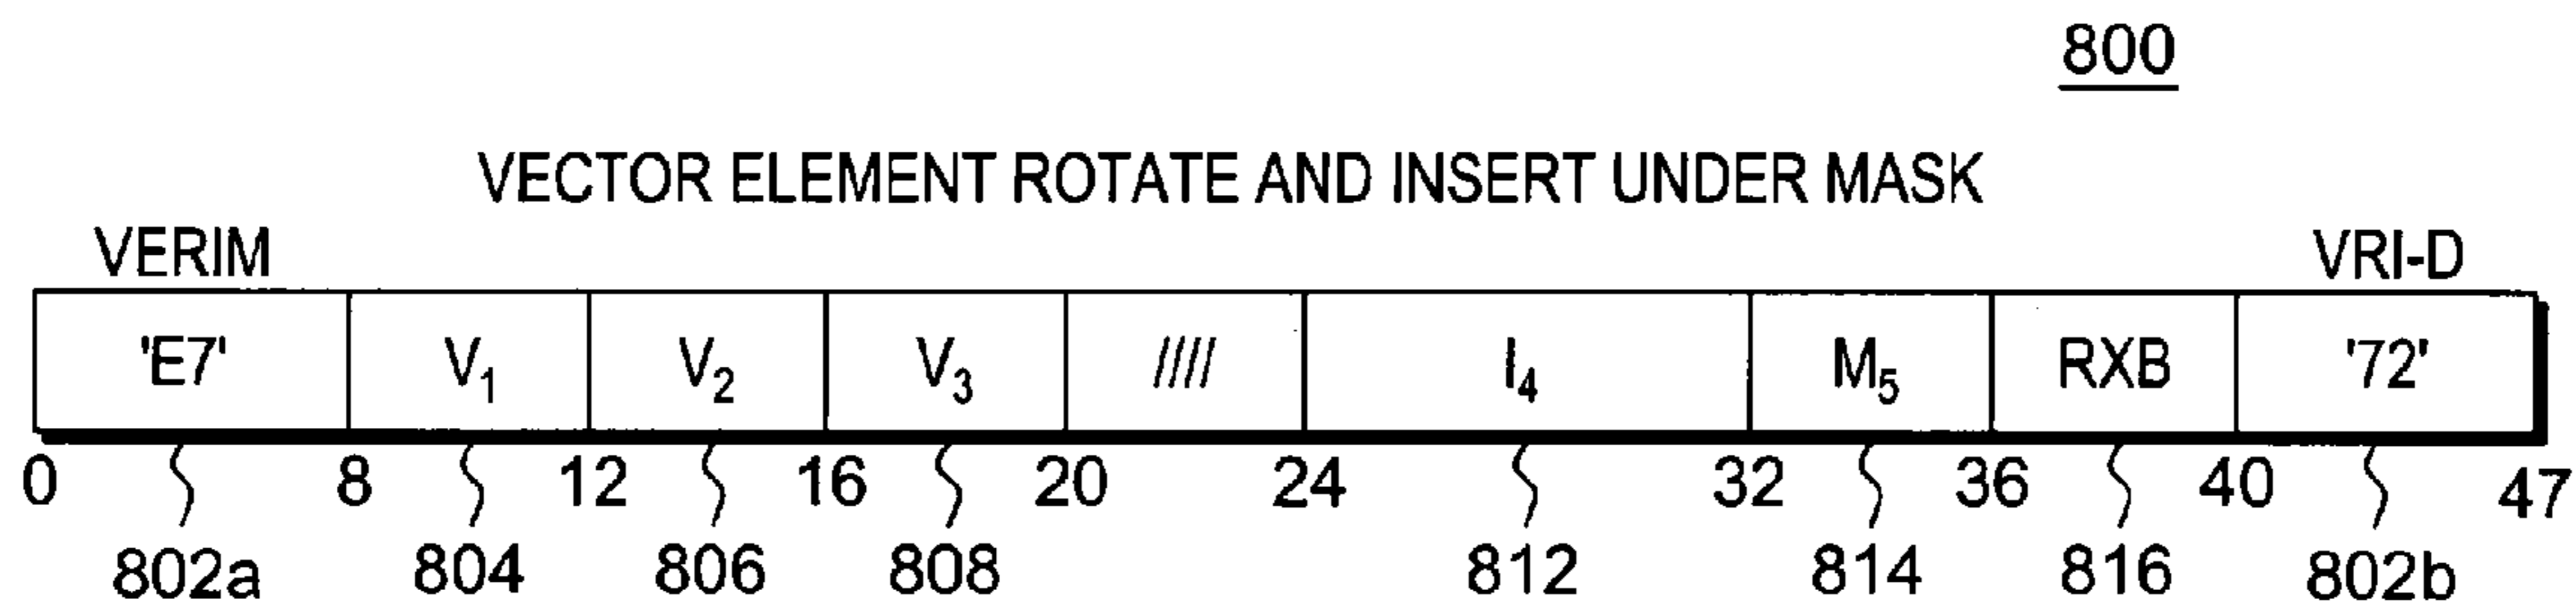 800
VECTOR ELEMENT ROTATE AND INSERT UNDER MASK
VERIM VRI-D
'E7' V₁ V₂ V₃ //// I₄ M₅ RXB '72'
0 8 12 16 20 24 32 36 40 47
802a 804 806 808 812 814 816 802b